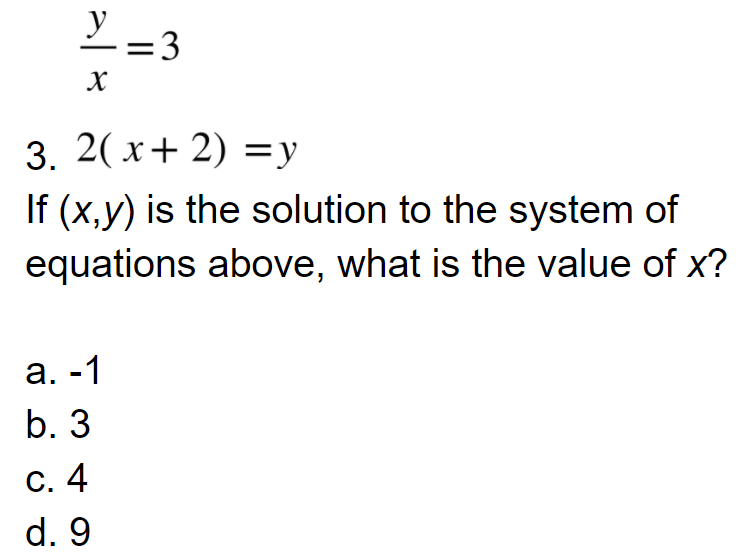 y/x = 3
3. 2( x + 2) = y
If (x,y) is the solution to the system of
equations above, what is the value of x?
a. -1
b. 3
c. 4
d. 9